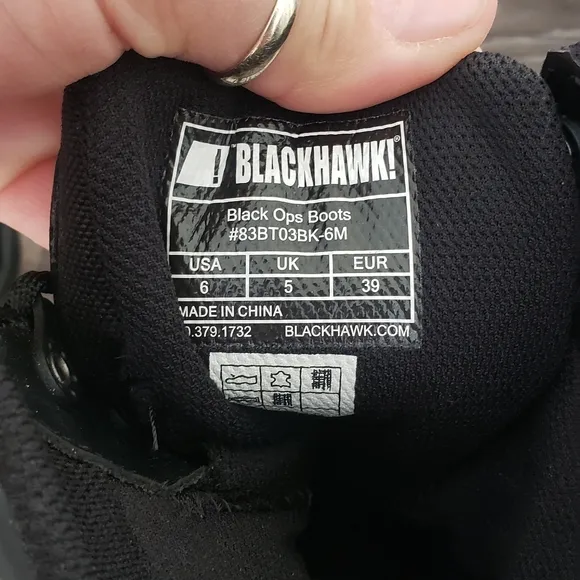 BLACKHAWK!®
Black Ops Boots
#83BT03BK-6M
USA UK EUR
6 5 39
MADE IN CHINA
.379.1732 BLACKHAWK.COM